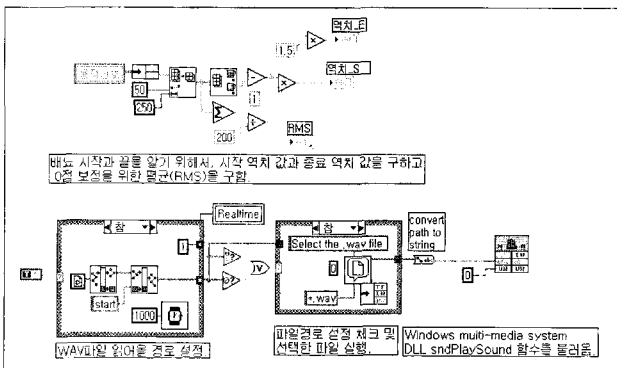 역치_E
1.5
역치_S
50
250
200
RMS
배뇨 시작과 끝을 알기 위해서, 시작 역치 값과 종료 역치 값을 구하고
0점 보정을 위한 평균(RMS)을 구함.
Realtime
참
참
convert
path to
string
Select the .wav file
start
0
0
*.wav
1000
WAV파일 읽어올 경로 설정.
파일경로 설정 체크 및
선택한 파일 실행.
Windows multi-media system
DLL sndPlaySound 함수를 불러옴.